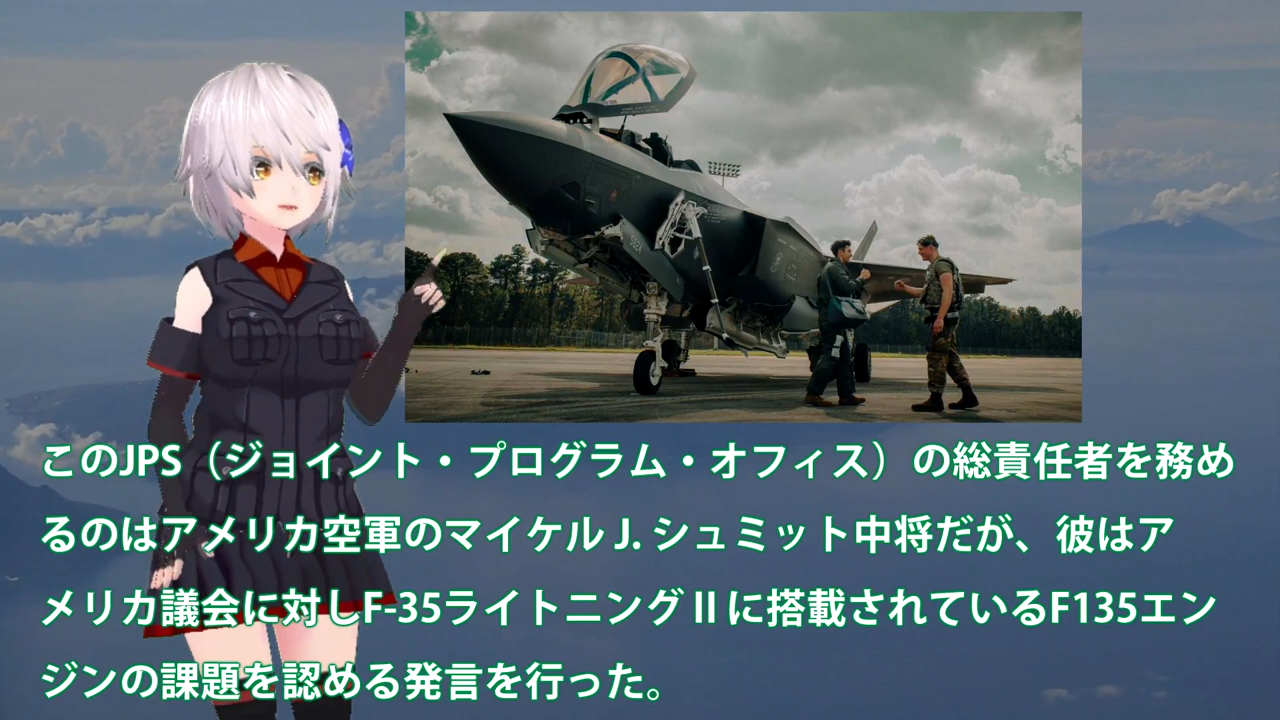 このJPS（ジョイント・プログラム・オフィス）の総責任者を務め
るのはアメリカ空軍のマイケル J. シュミット中将だが、彼はア
メリカ議会に対しF-35ライトニングⅡに搭載されているF135エン
ジンの課題を認める発言を行った。